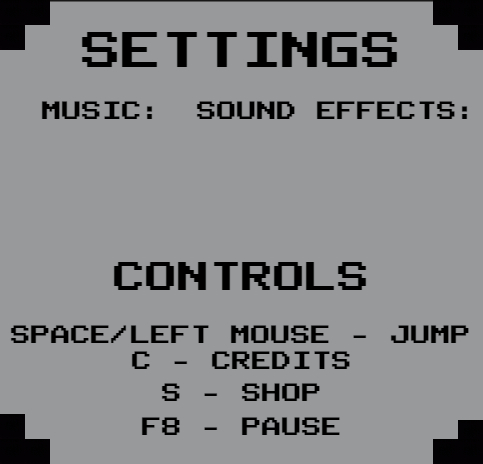 SETTINGS
MUSIC: SOUND EFFECTS:
CONTROLS
SPACE/LEFT MOUSE - JUMP
C - CREDITS
S - SHOP
F8 - PAUSE